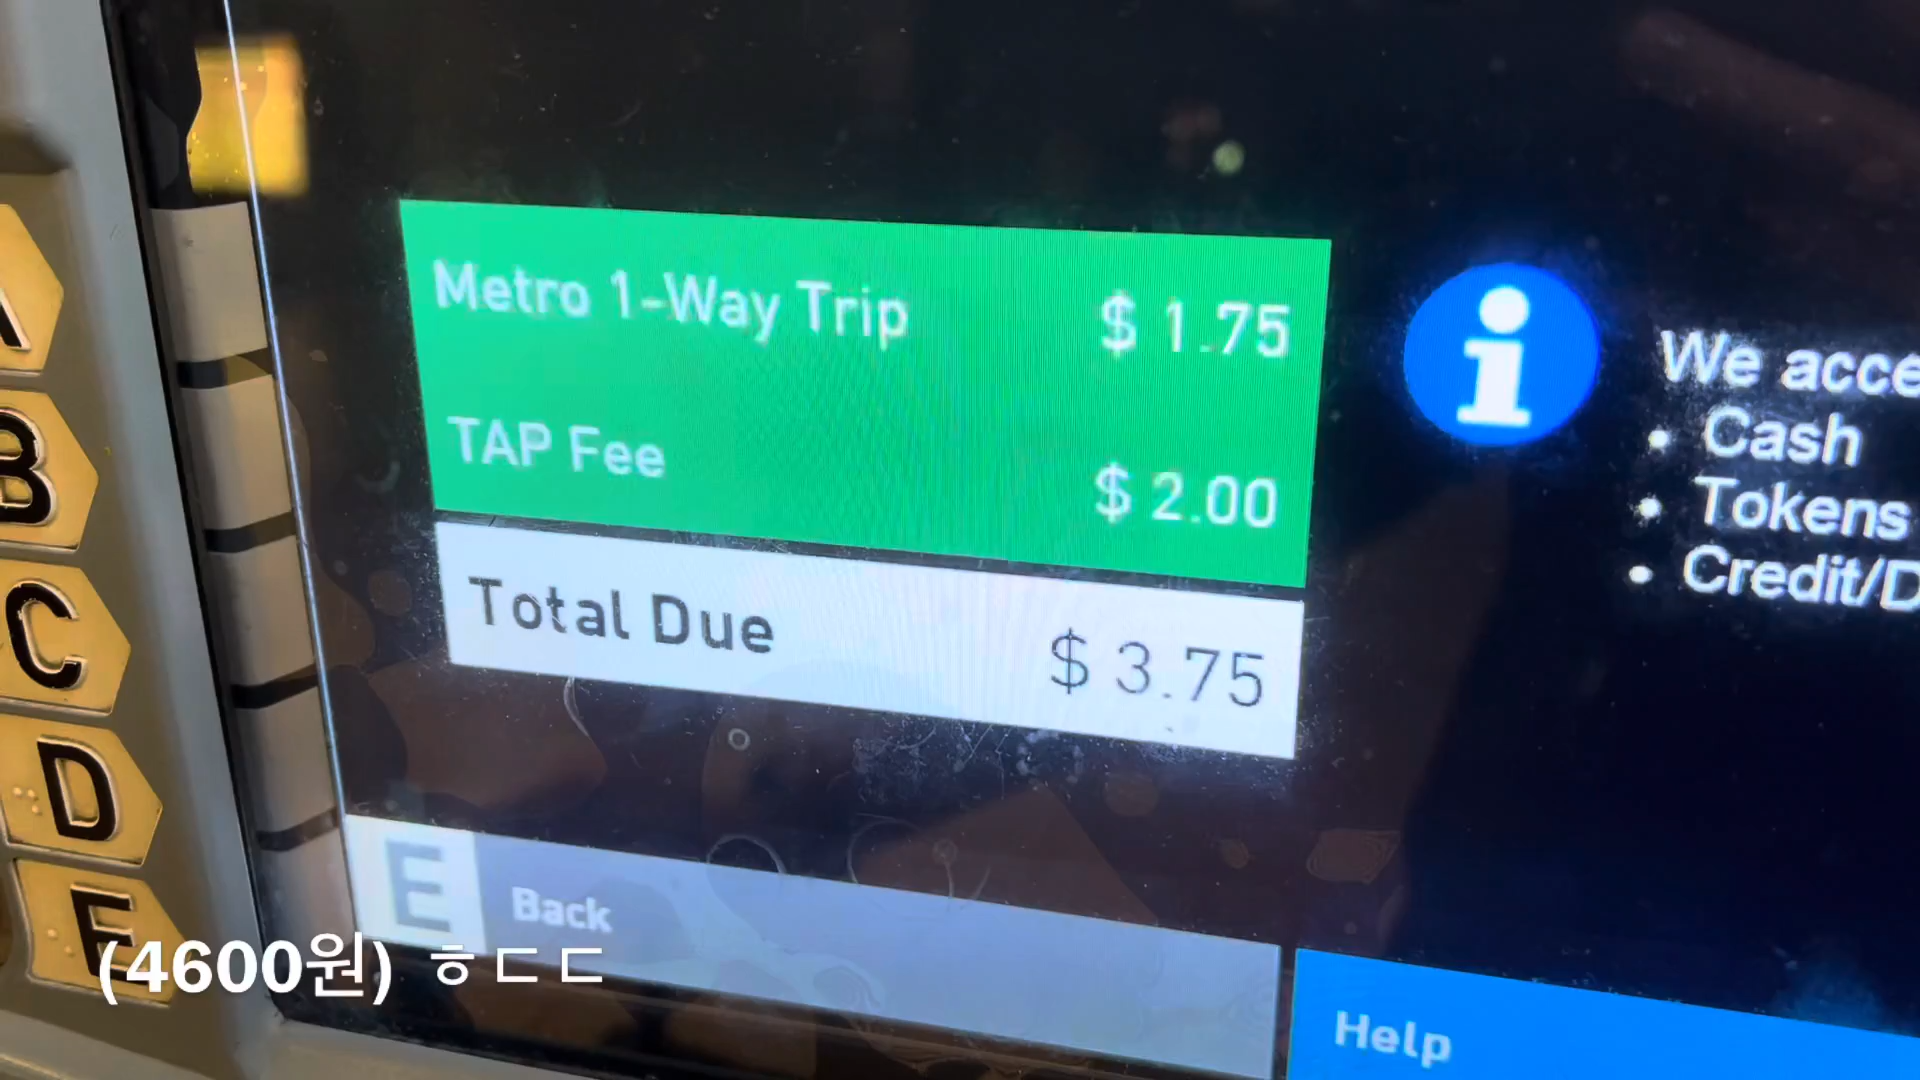 Metro 1-Way Trip $ 1.75
TAP Fee $ 2.00
Total Due $ 3.75
We acce
• Cash
• Tokens
• Credit/D
A
B
C
D
E
E Back
Help
(4600원) ㅎㄷㄷ